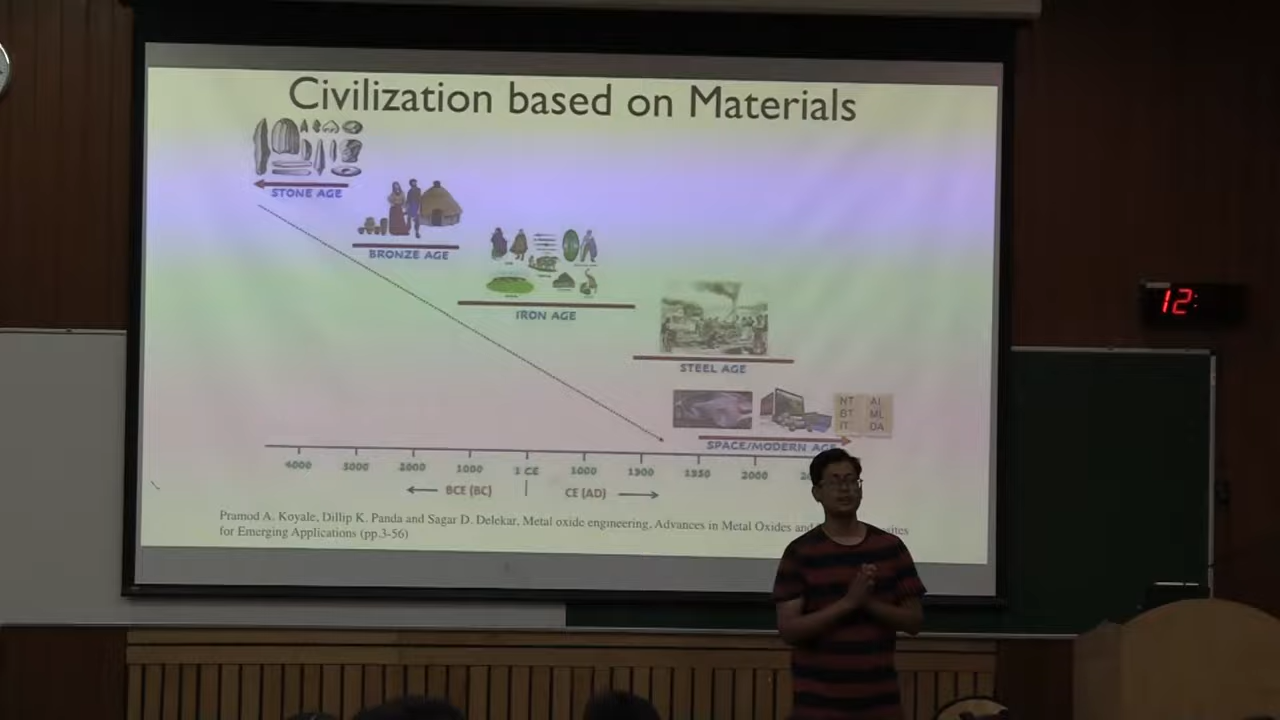 Civilization based on Materials
STONE AGE
BRONZE AGE
IRON AGE
STEEL AGE
NT AI
BT ML
IT DA
SPACE/MODERN AGE
4000 3000 2000 1000 1 CE 1000 1900 1950 2000
BCE (BC) CE (AD)
Pramod A. Koyale, Dillip K. Panda and Sagar D. Delekar, Metal oxide engineering, Advances in Metal Oxides and
for Emerging Applications (pp.3-56)
12: